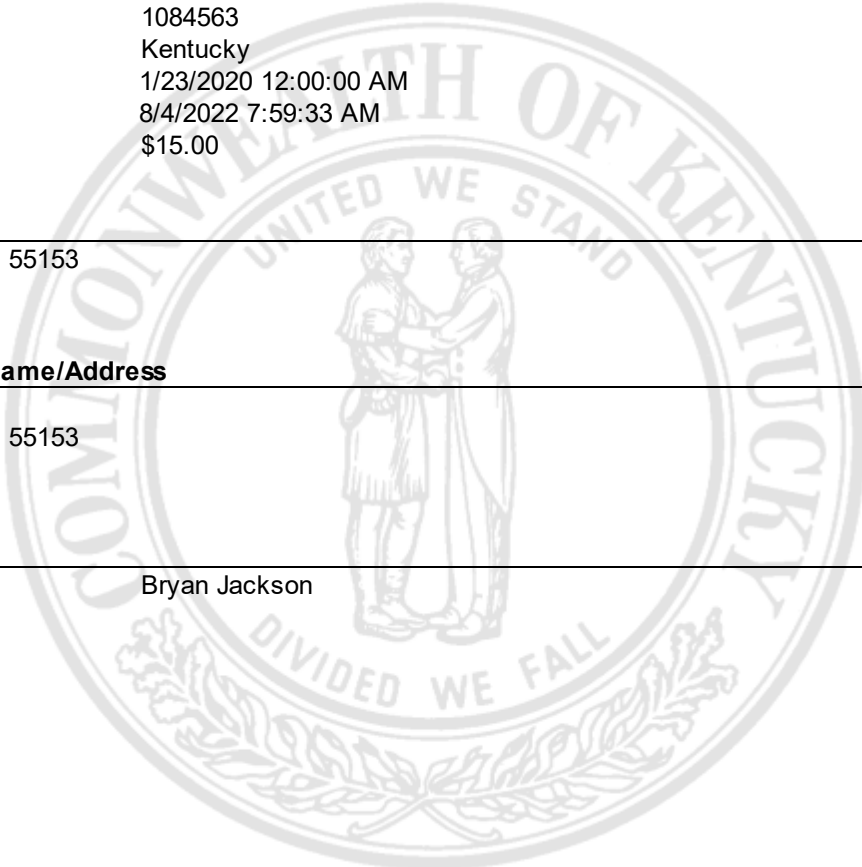 1084563
Kentucky
1/23/2020 12:00:00 AM
8/4/2022 7:59:33 AM
$15.00
COMMONWEALTH OF KENTUCKY
UNITED WE STAND
55153
ame/Address
55153
Bryan Jackson
DIVIDED WE FALL